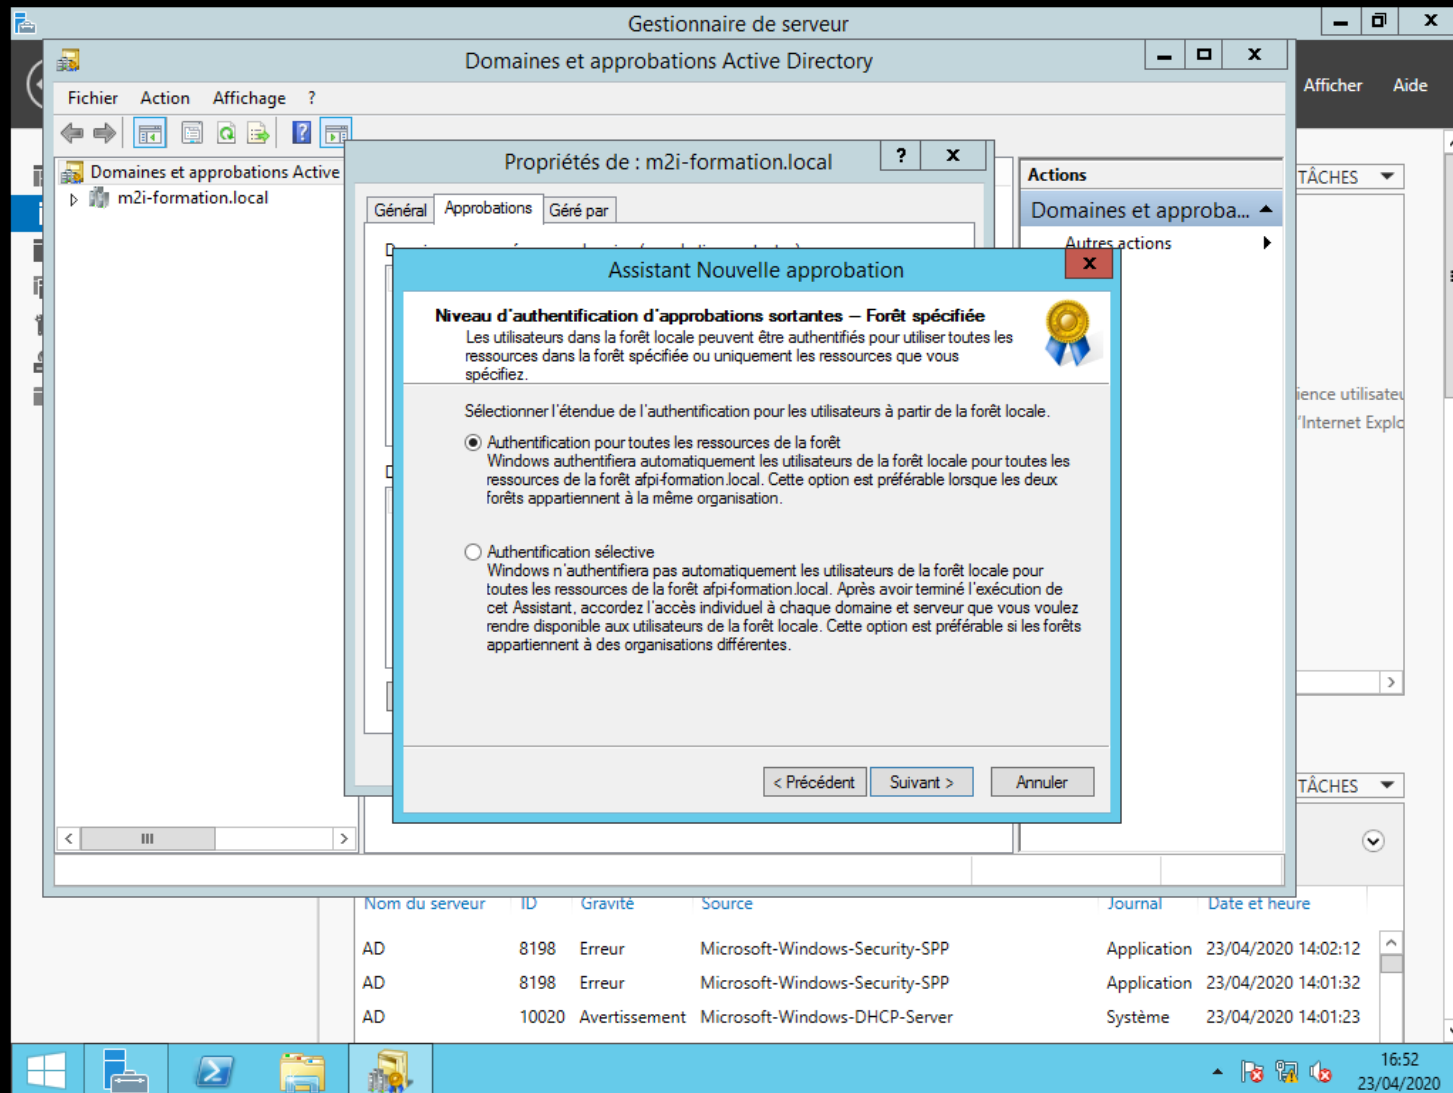 Gestionnaire de serveur
Domaines et approbations Active Directory
Afficher Aide
Fichier Action Affichage ?
Domaines et approbations Active
m2i-formation.local
Propriétés de : m2i-formation.local
? x
Général Approbations Géré par
Actions
Domaines et approba...
Autres actions
TÂCHES
Assistant Nouvelle approbation
Niveau d'authentification d'approbations sortantes – Forêt spécifiée
Les utilisateurs dans la forêt locale peuvent être authentifiés pour utiliser toutes les
ressources dans la forêt spécifiée ou uniquement les ressources que vous
spécifiez.
Sélectionner l'étendue de l'authentification pour les utilisateurs à partir de la forêt locale.
Authentification pour toutes les ressources de la forêt
Windows authentifiera automatiquement les utilisateurs de la forêt locale pour toutes les
ressources de la forêt afpi-formation.local. Cette option est préférable lorsque les deux
forêts appartiennent à la même organisation.
Authentification sélective
Windows n'authentifiera pas automatiquement les utilisateurs de la forêt locale pour
toutes les ressources de la forêt afpi-formation.local. Après avoir terminé l'exécution de
cet Assistant, accordez l'accès individuel à chaque domaine et serveur que vous voulez
rendre disponible aux utilisateurs de la forêt locale. Cette option est préférable si les forêts
appartiennent à des organisations différentes.
< Précédent Suivant > Annuler
ience utilisateu
'Internet Explo
TÂCHES
Nom du serveur ID Gravité Source Journal Date et heure
AD 8198 Erreur Microsoft-Windows-Security-SPP Application 23/04/2020 14:02:12
AD 8198 Erreur Microsoft-Windows-Security-SPP Application 23/04/2020 14:01:32
AD 10020 Avertissement Microsoft-Windows-DHCP-Server Système 23/04/2020 14:01:23
16:52
23/04/2020